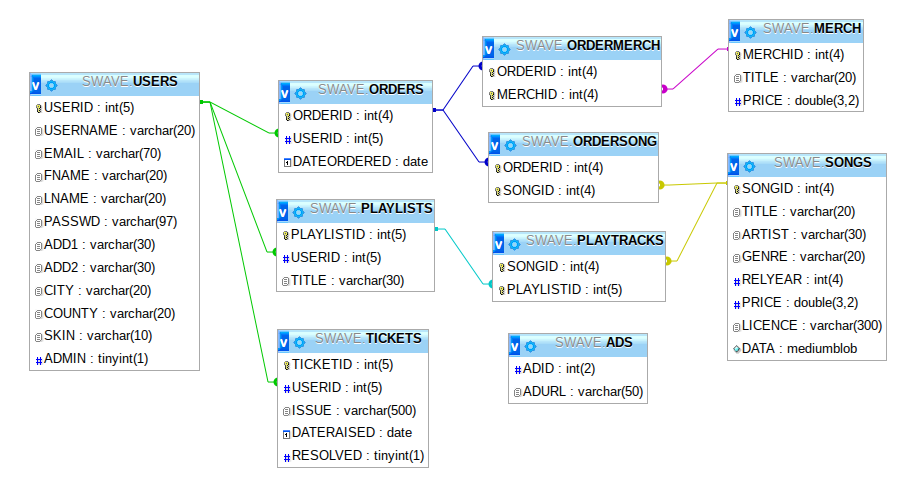 SWAVE USERS
USERID : int(5)
USERNAME : varchar(20)
EMAIL : varchar(70)
FNAME : varchar(20)
LNAME : varchar(20)
PASSWD : varchar(97)
ADD1 : varchar(30)
ADD2 : varchar(30)
CITY : varchar(20)
COUNTY : varchar(20)
SKIN : varchar(10)
ADMIN : tinyint(1)
SWAVE ORDERS
ORDERID : int(4)
USERID : int(5)
DATEORDERED : date
SWAVE PLAYLISTS
PLAYLISTID : int(5)
USERID : int(5)
TITLE : varchar(30)
SWAVE TICKETS
TICKETID : int(5)
USERID : int(5)
ISSUE : varchar(500)
DATERAISED : date
RESOLVED : tinyint(1)
SWAVE ORDERMERCH
ORDERID : int(4)
MERCHID : int(4)
SWAVE ORDERSONG
ORDERID : int(4)
SONGID : int(4)
SWAVE PLAYTRACKS
SONGID : int(4)
PLAYLISTID : int(5)
SWAVE ADS
ADID : int(2)
ADURL : varchar(50)
SWAVE MERCH
MERCHID : int(4)
TITLE : varchar(20)
PRICE : double(3,2)
SWAVE SONGS
SONGID : int(4)
TITLE : varchar(20)
ARTIST : varchar(30)
GENRE : varchar(20)
RELYEAR : int(4)
PRICE : double(3,2)
LICENCE : varchar(300)
DATA : mediumblob